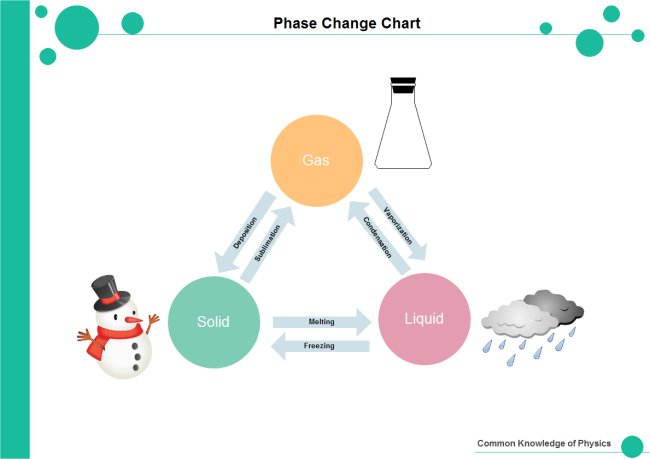 Phase Change Chart
Gas
Deposition
Sublimation
Vaporization
Condensation
Solid
Melting
Freezing
Liquid
Common Knowledge of Physics